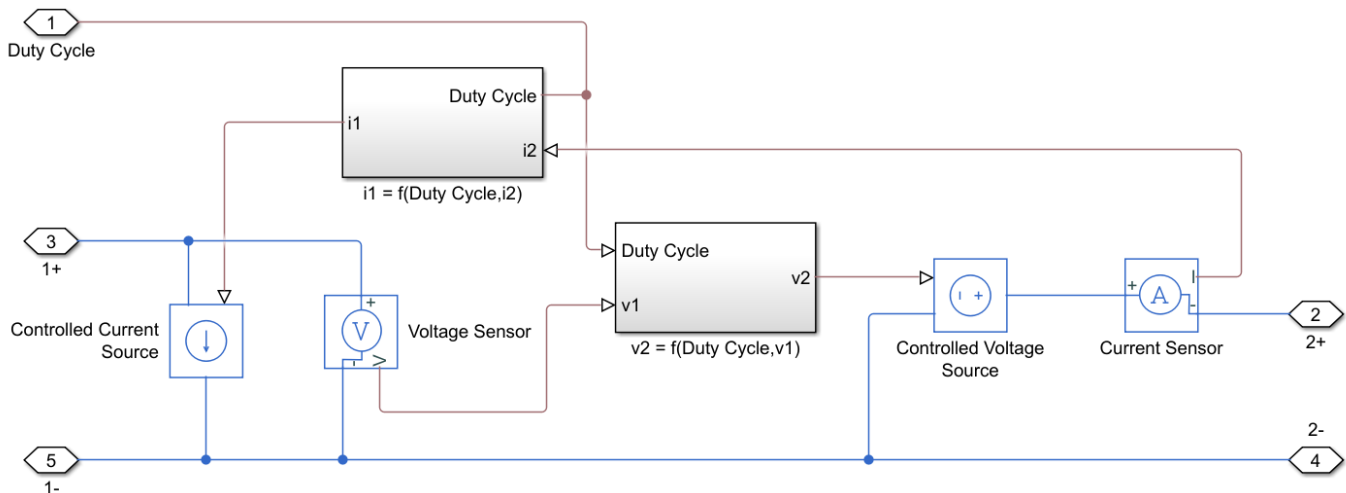 1
Duty Cycle
Duty Cycle
i1
i2
i1 = f(Duty Cycle,i2)
3
1+
Duty Cycle
v2
v1
v2 = f(Duty Cycle,v1)
Controlled Current
Source
+
V
-
V
Voltage Sensor
- +
Controlled Voltage
Source
+
A
I
-
Current Sensor
2
2+
2-
5
1-
4